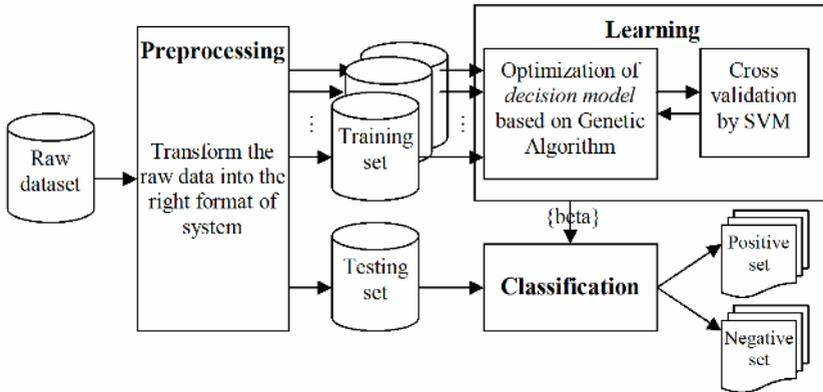 Preprocessing
Learning
Raw
dataset
Transform the
raw data into the
right format of
system
Training
set
Optimization of
decision model
based on Genetic
Algorithm
Cross
validation
by SVM
{beta}
Testing
set
Classification
Positive
set
Negative
set